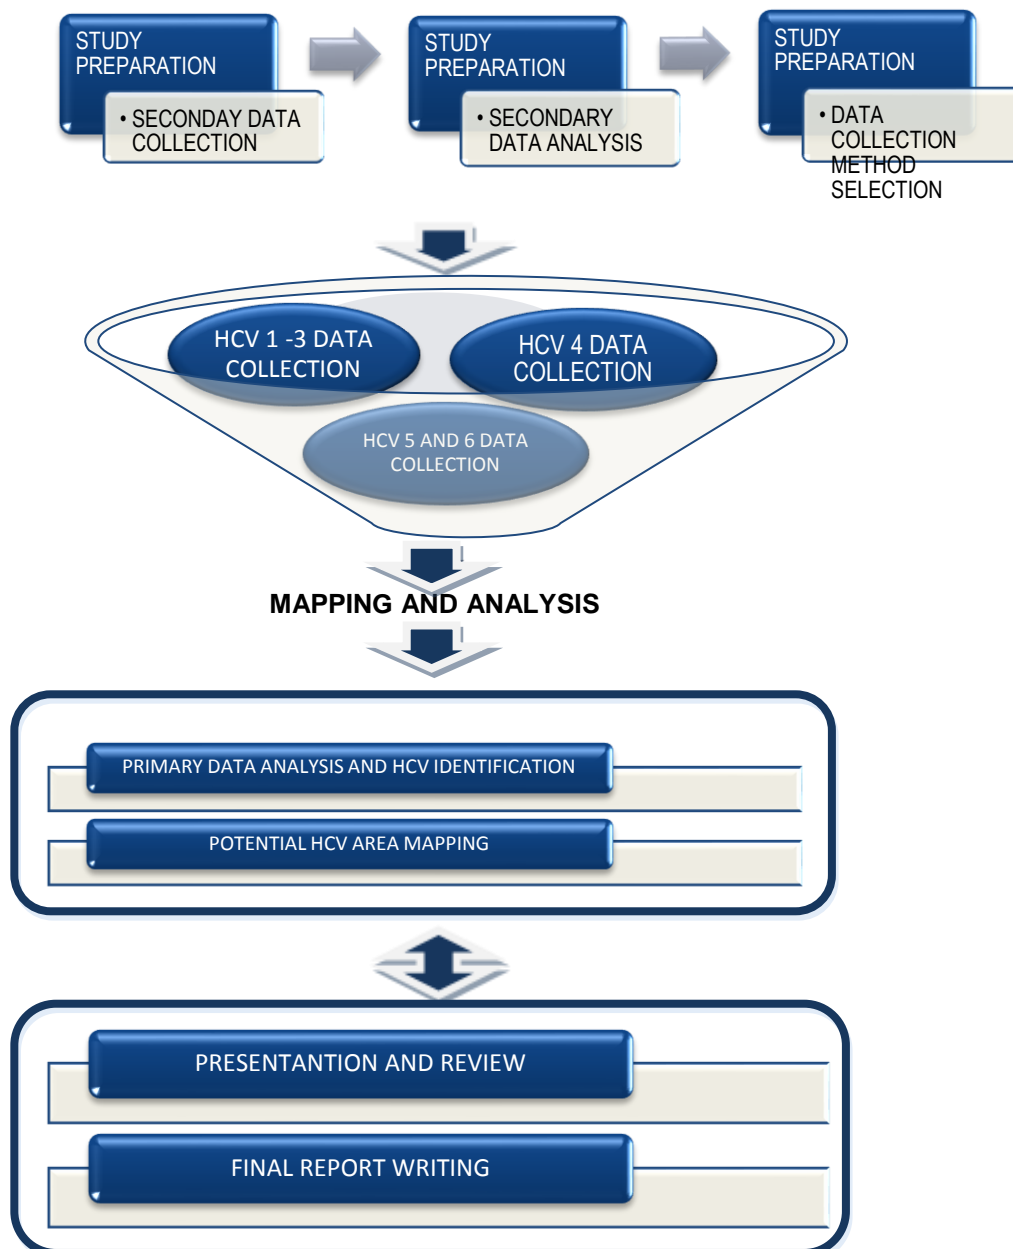 STUDY
PREPARATION
• SECONDAY DATA
COLLECTION
STUDY
PREPARATION
• SECONDARY
DATA ANALYSIS
STUDY
PREPARATION
• DATA
COLLECTION
METHOD
SELECTION
HCV 1 -3 DATA
COLLECTION
HCV 4 DATA
COLLECTION
HCV 5 AND 6 DATA
COLLECTION
MAPPING AND ANALYSIS
PRIMARY DATA ANALYSIS AND HCV IDENTIFICATION
POTENTIAL HCV AREA MAPPING
PRESENTANTION AND REVIEW
FINAL REPORT WRITING